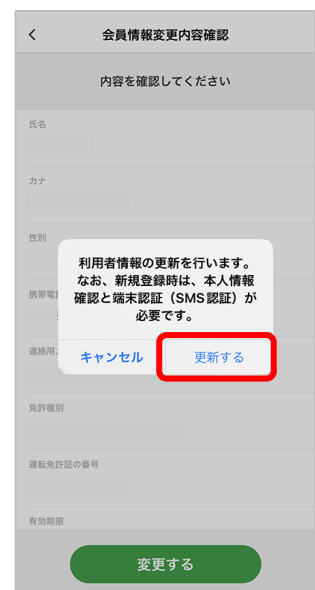 会員情報変更内容確認
内容を確認してください
氏名
カナ
性別
利用者情報の更新を行います。
なお、新規登録時は、本人情報
確認と端末認証（SMS認証）が
必要です。
携帯電
連絡用
キャンセル
更新する
免許種別
運転免許証の番号
有効期限
変更する